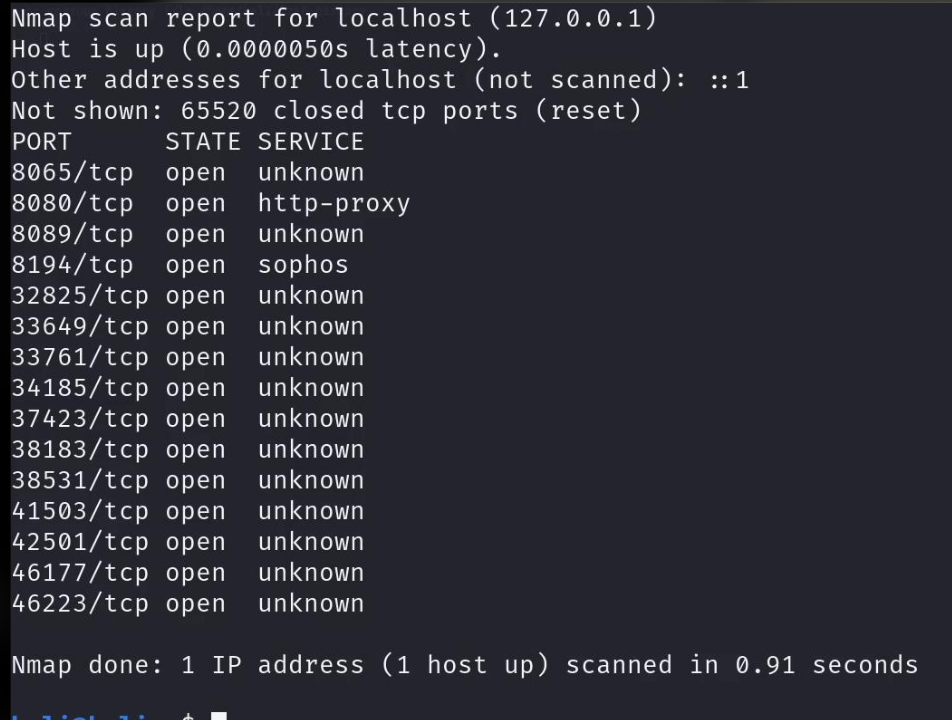 Nmap scan report for localhost (127.0.0.1)
Host is up (0.0000050s latency).
Other addresses for localhost (not scanned): ::1
Not shown: 65520 closed tcp ports (reset)
PORT      STATE SERVICE
8065/tcp  open  unknown
8080/tcp  open  http-proxy
8089/tcp  open  unknown
8194/tcp  open  sophos
32825/tcp open  unknown
33649/tcp open  unknown
33761/tcp open  unknown
34185/tcp open  unknown
37423/tcp open  unknown
38183/tcp open  unknown
38531/tcp open  unknown
41503/tcp open  unknown
42501/tcp open  unknown
46177/tcp open  unknown
46223/tcp open  unknown
Nmap done: 1 IP address (1 host up) scanned in 0.91 seconds
$